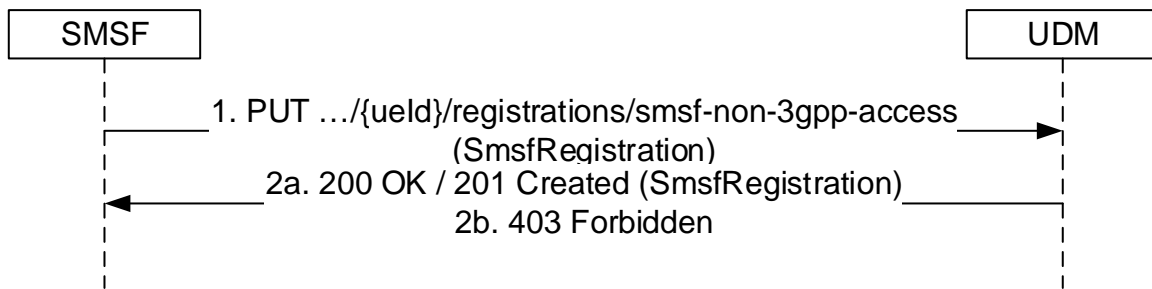 SMSF
UDM
1. PUT …/{ueId}/registrations/smsf-non-3gpp-access
(SmsfRegistration)
2a. 200 OK / 201 Created (SmsfRegistration)
2b. 403 Forbidden